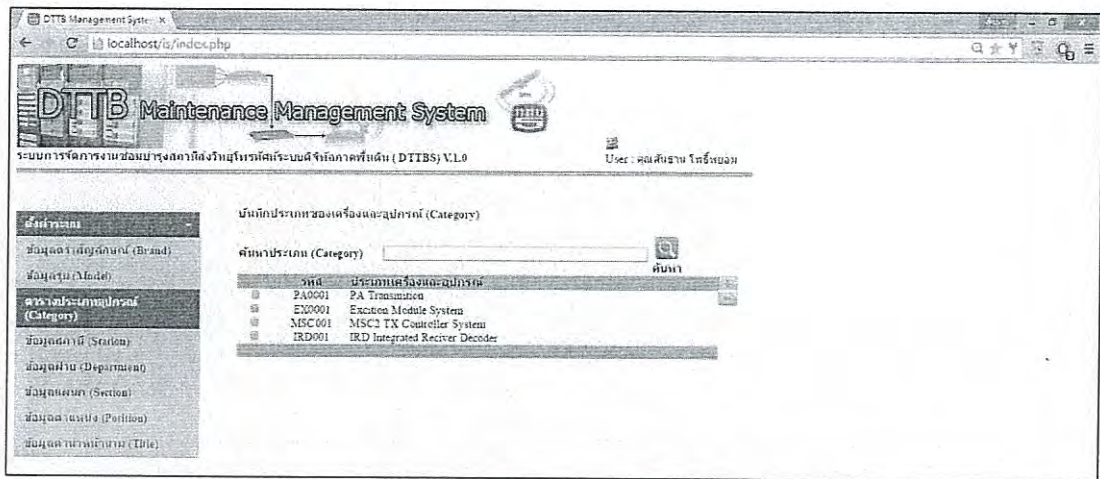 DTTB Management System ×
localhost/is/index.php
DTTB Maintenance Management System
ระบบการจัดการงานซ่อมบำรุงสถานีส่งวิทยุโทรทัศน์ระบบดิจิทัลภาคพื้นดิน ( DTTBS) V.1.0
User : คุณสันธาน โพธิ์หยอม
ตั้งค่าระบบ
ข้อมูลตราสัญลักษณ์ (Brand)
ข้อมูลรุ่น (Model)
ตารางประเภทอุปกรณ์
(Category)
ข้อมูลสถานี (Station)
ข้อมูลฝ่าย (Department)
ข้อมูลแผนก (Section)
ข้อมูลตำแหน่ง (Position)
ข้อมูลคำนำหน้านาม (Title)
บันทึกประเภทของเครื่องและอุปกรณ์ (Category)
ค้นหาประเภท (Category)
ค้นหา
รหัส ประเภทเครื่องและอุปกรณ์
PA0001 PA Transmition
EX0001 Excition Module System
MSC001 MSC2 TX Controller System
IRD001 IRD Integrated Reciver Decoder